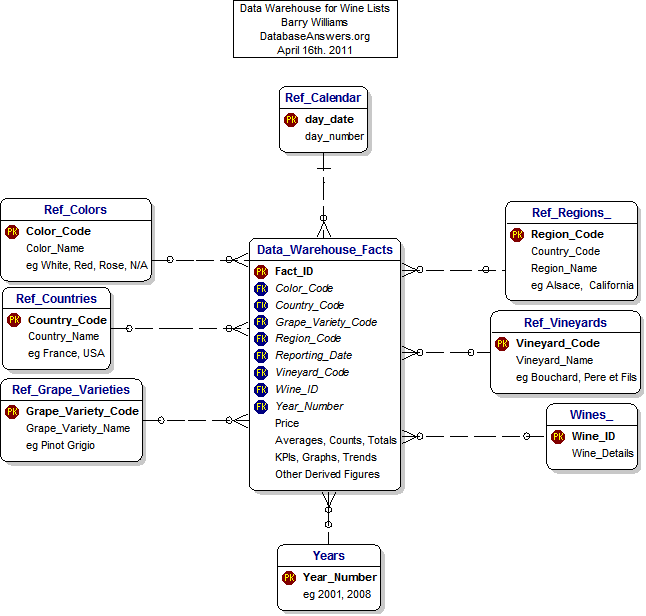 Data Warehouse for Wine Lists
Barry Williams
DatabaseAnswers.org
April 16th. 2011
Ref_Calendar
PK day_date
day_number
Ref_Colors
PK Color_Code
Color_Name
eg White, Red, Rose, N/A
Ref_Countries
PK Country_Code
Country_Name
eg France, USA
Ref_Grape_Varieties
PK Grape_Variety_Code
Grape_Variety_Name
eg Pinot Grigio
Data_Warehouse_Facts
PK Fact_ID
FK Color_Code
FK Country_Code
FK Grape_Variety_Code
FK Region_Code
FK Reporting_Date
FK Vineyard_Code
FK Wine_ID
FK Year_Number
Price
Averages, Counts, Totals
KPIs, Graphs, Trends
Other Derived Figures
Ref_Regions_
PK Region_Code
Country_Code
Region_Name
eg Alsace, California
Ref_Vineyards
PK Vineyard_Code
Vineyard_Name
eg Bouchard, Pere et Fils
Wines_
PK Wine_ID
Wine_Details
Years
PK Year_Number
eg 2001, 2008